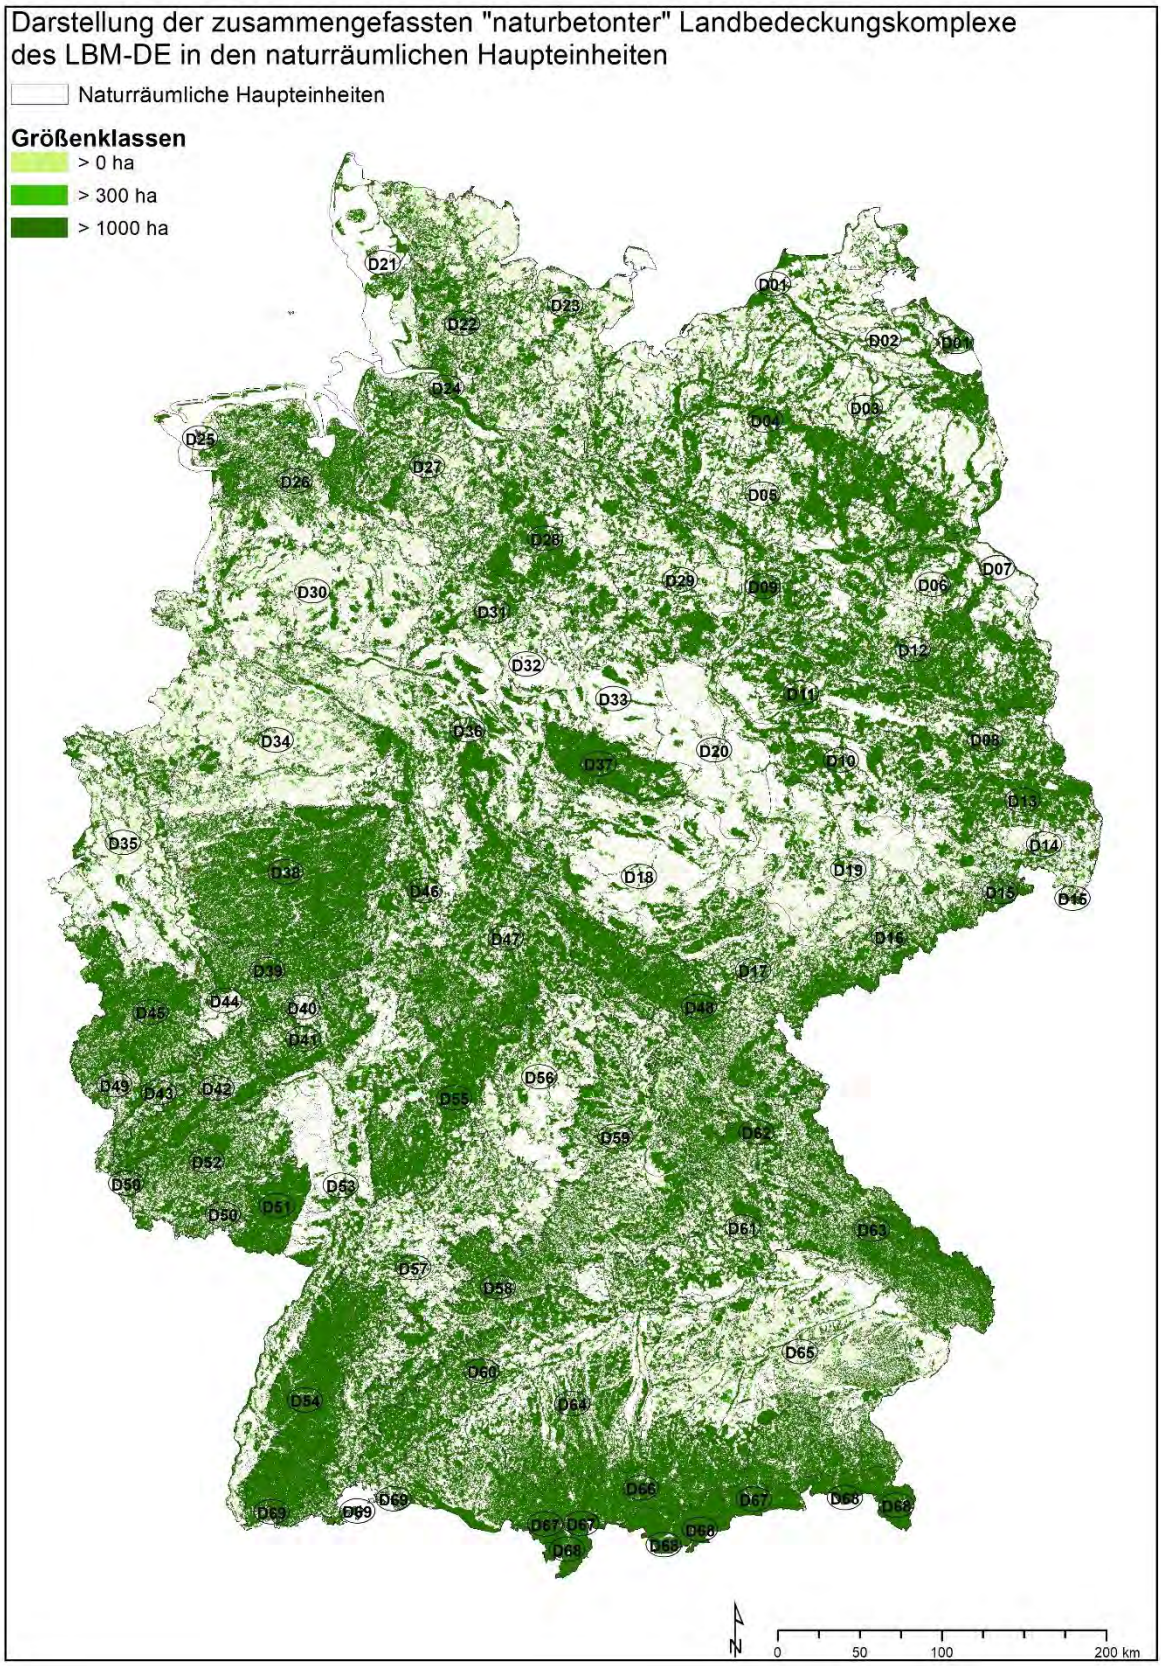 Darstellung der zusammengefassten "naturbetonter" Landbedeckungskomplexe
des LBM-DE in den naturräumlichen Haupteinheiten
Naturräumliche Haupteinheiten
Größenklassen
> 0 ha
> 300 ha
> 1000 ha
D21
D01
D23
D22
D02
D01
D24
D03
D04
D25
D27
D26
D05
D28
D07
D29
D06
D09
D30
D31
D12
D32
D11
D33
D36
D34
D08
D20
D37
D10
D13
D35
D14
D38
D19
D18
D46
D15
D15
D47
D16
D39
D17
D44
D40
D48
D45
D41
D56
D49
D43
D42
D55
D62
D59
D52
D50
D53
D51
D50
D61
D63
D57
D58
D65
D60
D54
D64
D66
D69
D67
D68
D69
D69
D68
D67
D67
D68
D68
D68
N
0 50 100 200 km